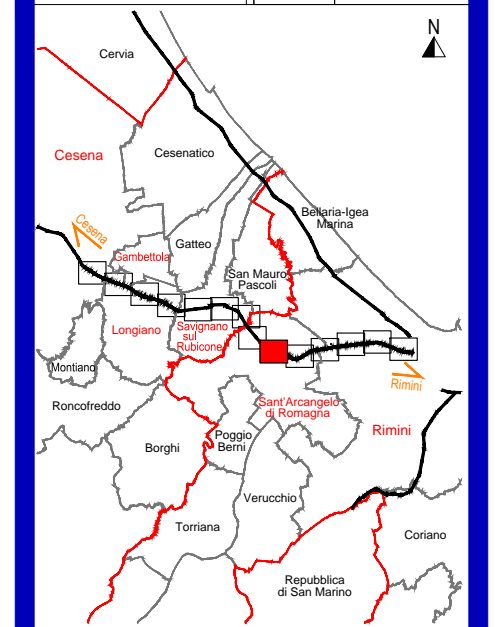 N
Cervia
Cesena
Cesenatico
Bellaria-Igea
Marina
Cesena
Gatteo
Gambettola
San Mauro
Pascoli
Longiano
Savignano
sul
Rubicone
Montiano
Rimini
Roncofreddo
Sant'Arcangelo
di Romagna
Rimini
Poggio
Berni
Borghi
Verucchio
Torriana
Coriano
Repubblica
di San Marino